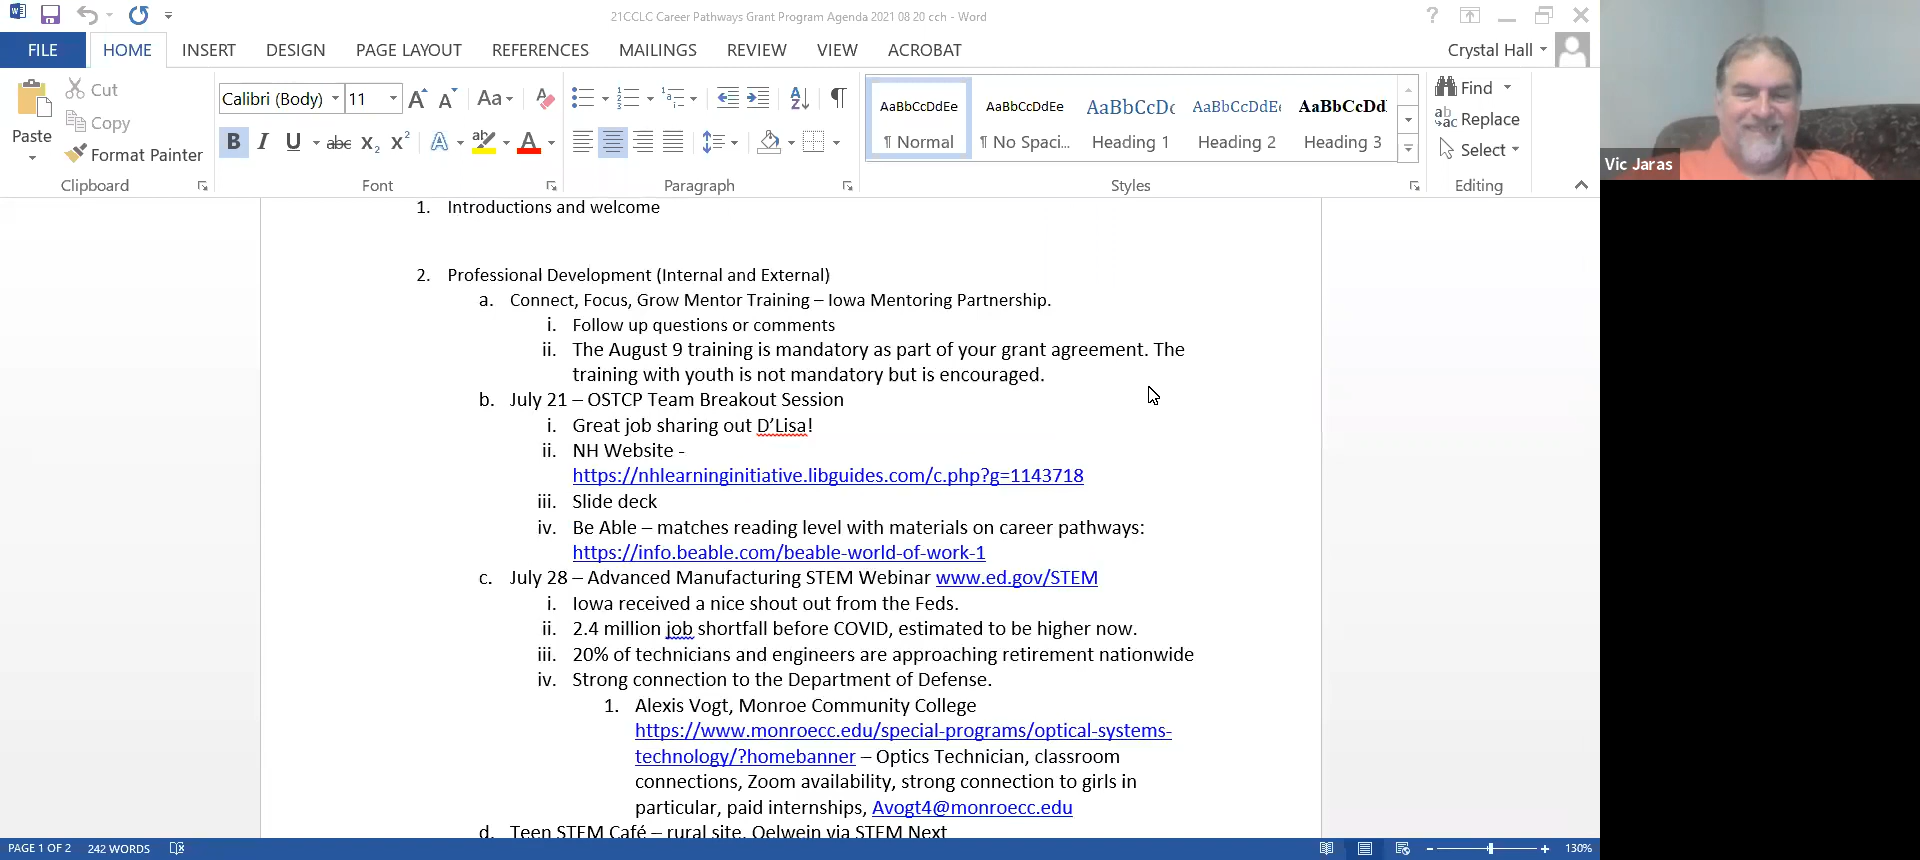 21CCLC Career Pathways Grant Program Agenda 2021 08 20 cch - Word
?
FILE HOME INSERT DESIGN PAGE LAYOUT REFERENCES MAILINGS REVIEW VIEW ACROBAT
Crystal Hall
Paste
Cut
Copy
Format Painter
Clipboard
Calibri (Body) 11
Aa
B I U abc X2 X2 A ab A
Font
Paragraph
AaBbCcDdEe AaBbCcDdEe AaBbCcDc AaBbCcDdEe AaBbCcDd
¶ Normal ¶ No Spaci... Heading 1 Heading 2 Heading 3
Styles
Find
Replace
Select
Editing
Vic Jaras
1. Introductions and welcome
2. Professional Development (Internal and External)
a. Connect, Focus, Grow Mentor Training – Iowa Mentoring Partnership.
i. Follow up questions or comments
ii. The August 9 training is mandatory as part of your grant agreement. The
training with youth is not mandatory but is encouraged.
b. July 21 – OSTCP Team Breakout Session
i. Great job sharing out D’Lisa!
ii. NH Website -
https://nhlearninginitiative.libguides.com/c.php?g=1143718
iii. Slide deck
iv. Be Able – matches reading level with materials on career pathways:
https://info.beable.com/beable-world-of-work-1
c. July 28 – Advanced Manufacturing STEM Webinar www.ed.gov/STEM
i. Iowa received a nice shout out from the Feds.
ii. 2.4 million job shortfall before COVID, estimated to be higher now.
iii. 20% of technicians and engineers are approaching retirement nationwide
iv. Strong connection to the Department of Defense.
1. Alexis Vogt, Monroe Community College
https://www.monroecc.edu/special-programs/optical-systems-
technology/?homebanner – Optics Technician, classroom
connections, Zoom availability, strong connection to girls in
particular, paid internships, Avogt4@monroecc.edu
d. Teen STEM Café – rural site, Oelwein via STEM Next
PAGE 1 OF 2 242 WORDS
130%